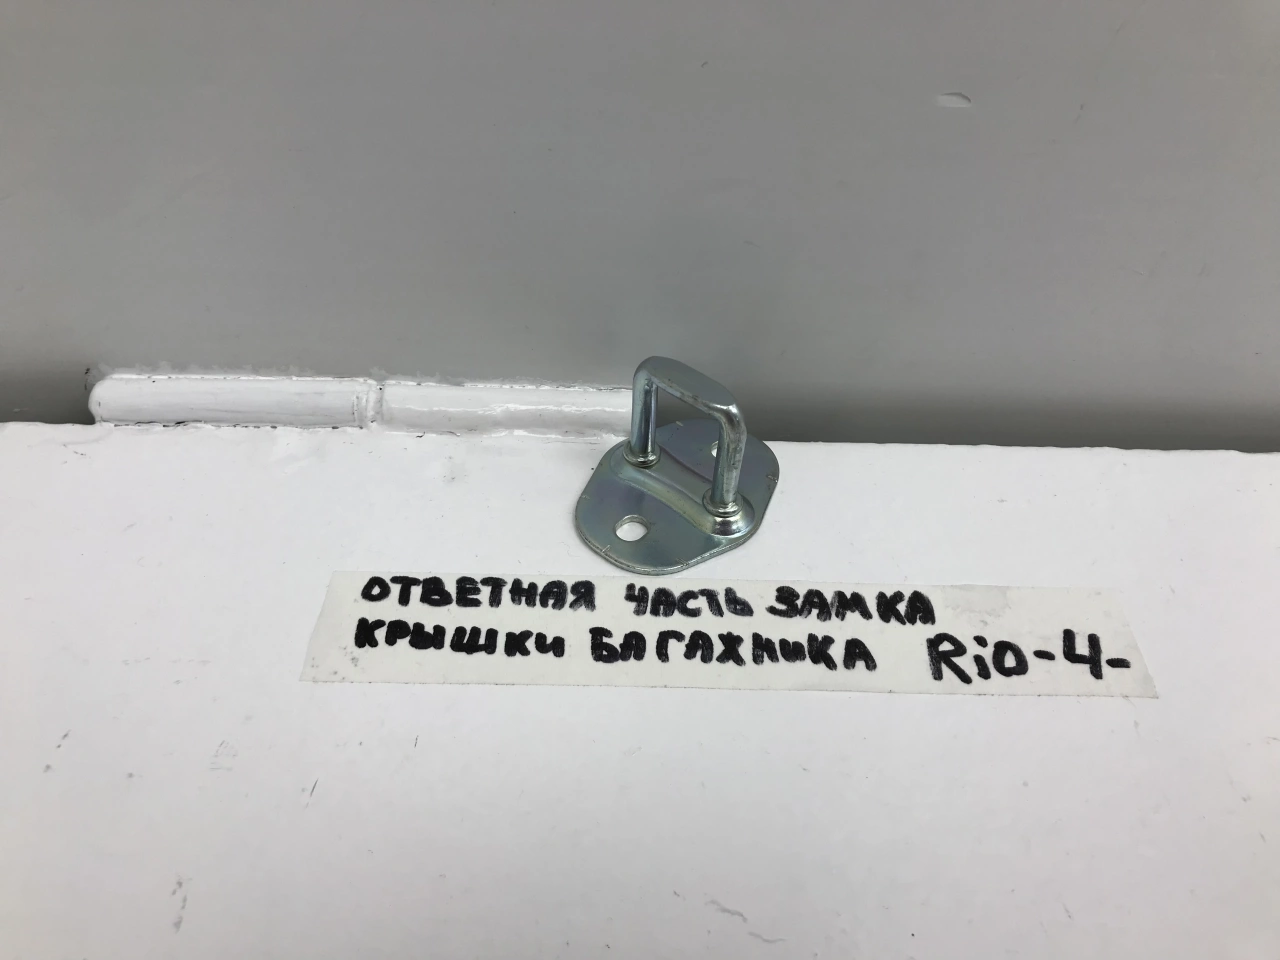 ОТВЕТНАЯ ЧАСТЬ ЗАМКА
КРЫШКИ БАГАЖНИКА Rio-4-